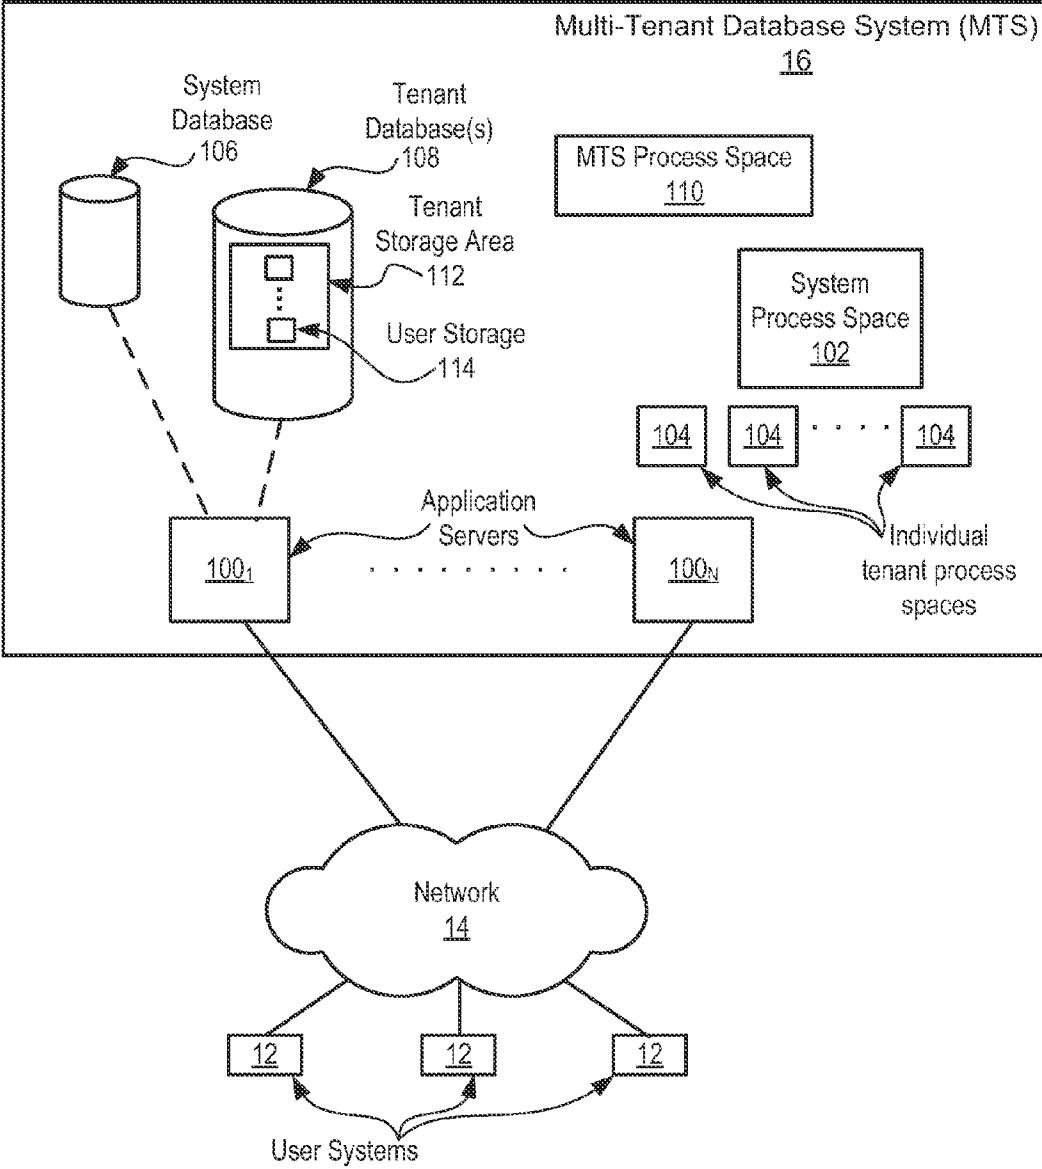 Multi-Tenant Database System (MTS)
16
System
Database
106
Tenant
Database(s)
108
MTS Process Space
110
Tenant
Storage Area
112
User Storage
114
System
Process Space
102
104
104
104
Application
Servers
Individual
tenant process
spaces
100₁
100ɴ
Network
14
12
12
12
User Systems